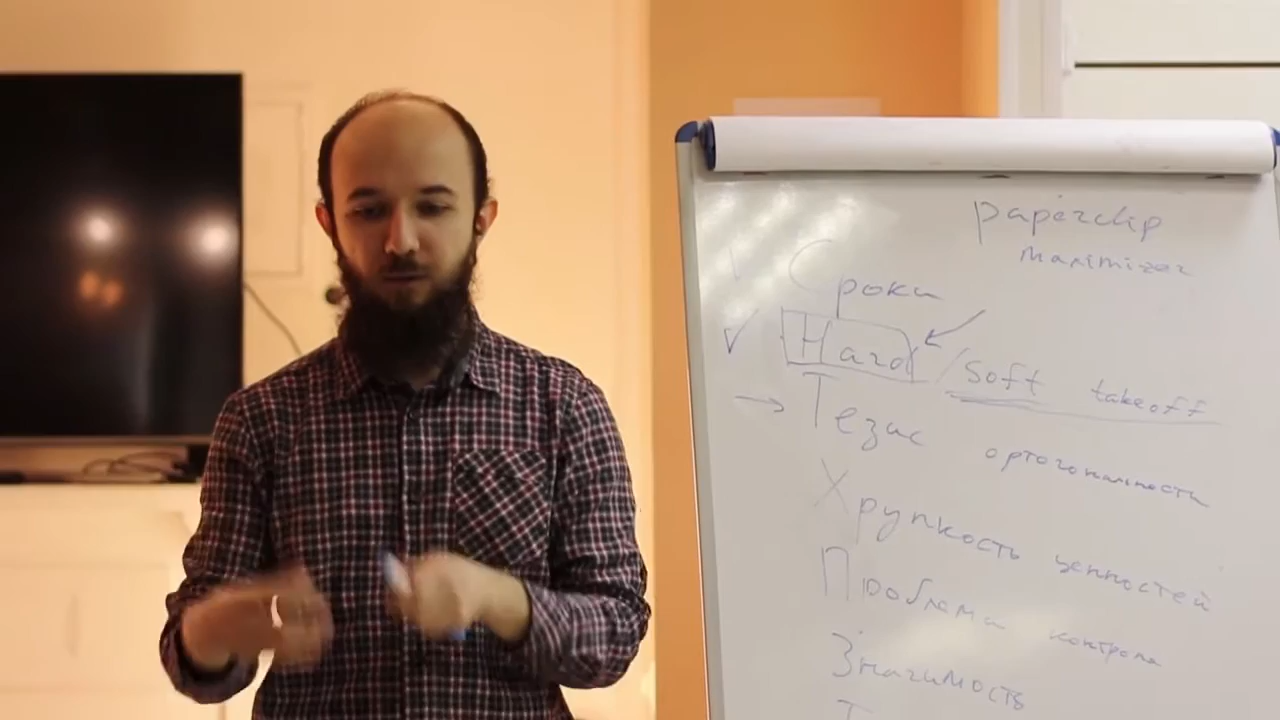 paperclip
maximizer
Сроки
Hard / Soft takeoff
Тезис ортогональности
Хрупкость ценностей
Проблема контроля
Значимость